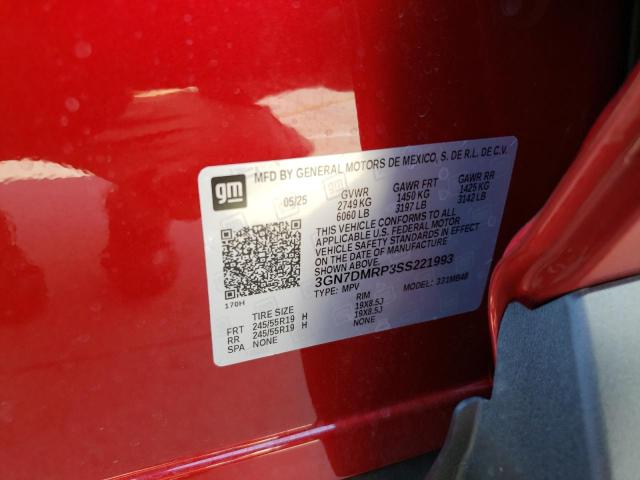 gm MFD BY GENERAL MOTORS DE MEXICO, S. DE R.L. DE C.V.
05/25 GVWR GAWR FRT GAWR RR
2749 KG 1450 KG 1425 KG
6060 LB 3197 LB 3142 LB
THIS VEHICLE CONFORMS TO ALL
APPLICABLE U.S. FEDERAL MOTOR
VEHICLE SAFETY STANDARDS IN EFFECT
ON THE DATE OF MANUFACTURE
SHOWN ABOVE.
3GN7DMRP3SS221993
TYPE: MPV MODEL: 331MB48
170H
TIRE SIZE RIM
FRT 245/55R19 H 19X8.5J
RR 245/55R19 H 19X8.5J
SPA NONE NONE